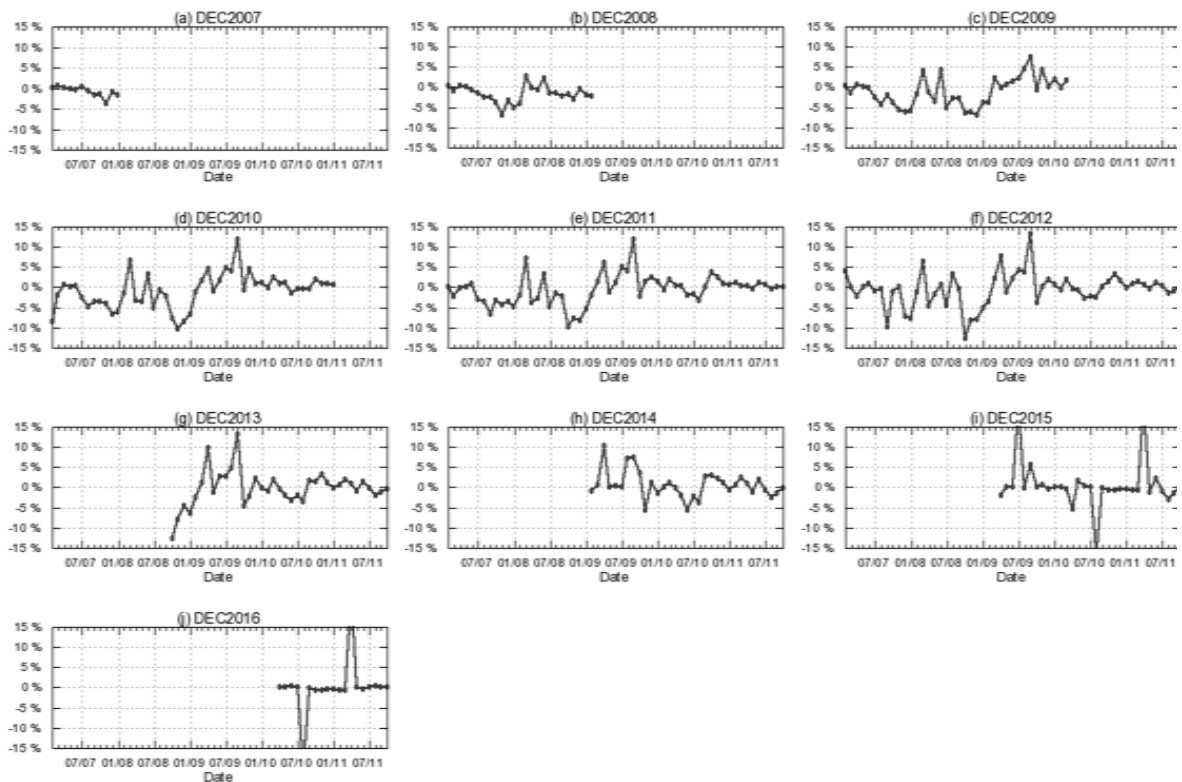 (a) DEC2007 (b) DEC2008 (c) DEC2009
15 % 15 % 15 %
10 % 10 % 10 %
5 % 5 % 5 %
0 % 0 % 0 %
-5 % -5 % -5 %
-10 % -10 % -10 %
-15 % -15 % -15 %
07/07 01/08 07/08 01/09 07/09 01/10 07/10 01/11 07/11 07/07 01/08 07/08 01/09 07/09 01/10 07/10 01/11 07/11 07/07 01/08 07/08 01/09 07/09 01/10 07/10 01/11 07/11
Date Date Date
(d) DEC2010 (e) DEC2011 (f) DEC2012
15 % 15 % 15 %
10 % 10 % 10 %
5 % 5 % 5 %
0 % 0 % 0 %
-5 % -5 % -5 %
-10 % -10 % -10 %
-15 % -15 % -15 %
07/07 01/08 07/08 01/09 07/09 01/10 07/10 01/11 07/11 07/07 01/08 07/08 01/09 07/09 01/10 07/10 01/11 07/11 07/07 01/08 07/08 01/09 07/09 01/10 07/10 01/11 07/11
Date Date Date
(g) DEC2013 (h) DEC2014 (i) DEC2015
15 % 15 % 15 %
10 % 10 % 10 %
5 % 5 % 5 %
0 % 0 % 0 %
-5 % -5 % -5 %
-10 % -10 % -10 %
-15 % -15 % -15 %
07/07 01/08 07/08 01/09 07/09 01/10 07/10 01/11 07/11 07/07 01/08 07/08 01/09 07/09 01/10 07/10 01/11 07/11 07/07 01/08 07/08 01/09 07/09 01/10 07/10 01/11 07/11
Date Date Date
(j) DEC2016
15 %
10 %
5 %
0 %
-5 %
-10 %
-15 %
07/07 01/08 07/08 01/09 07/09 01/10 07/10 01/11 07/11
Date